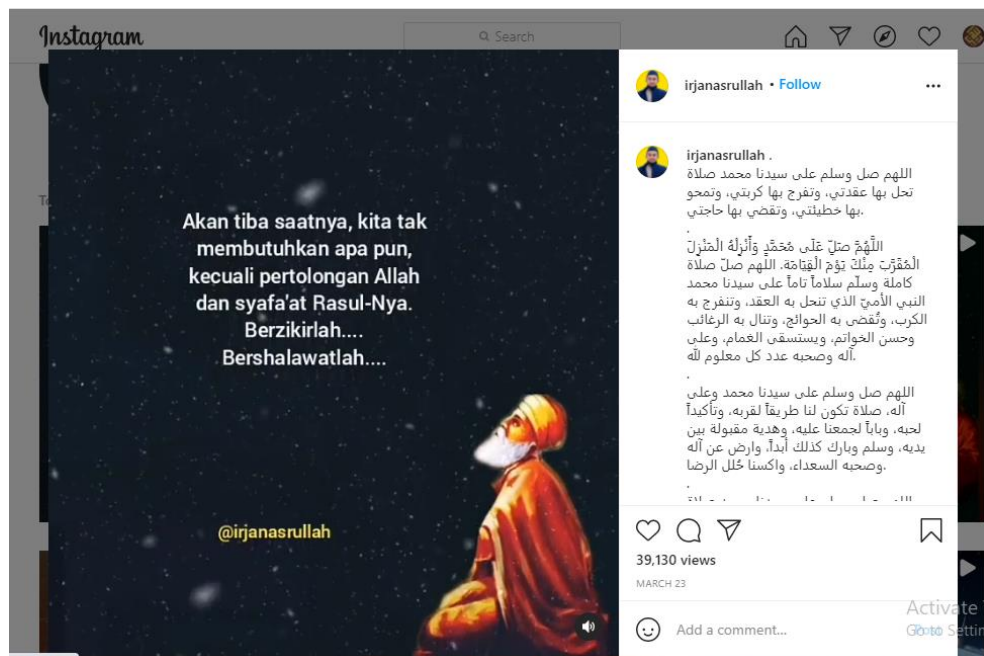 Instagram
Search
Akan tiba saatnya, kita tak
membutuhkan apa pun,
kecuali pertolongan Allah
dan syafa'at Rasul-Nya.
Berzikirlah....
Bershalawatlah....
@irjanasrullah
irjanasrullah • Follow
irjanasrullah .
اللهم صل وسلم على سيدنا محمد صلاة
تحل بها عقدتي، وتفرج بها كربتي، وتمحو
بها خطيئتي، وتقضي بها حاجتي.
.
اللَّهُمَّ صَلِّ عَلَى مُحَمَّدٍ وَأَنْزِلْهُ الْمَنْزِلَ
الْمُقَرَّبَ مِنْكَ يَوْمَ الْقِيَامَة. اللهم صلّ صلاة
كاملة وسلّم سلاماً تاماً على سيدنا محمد
النبي الأميّ الذي تنحل به العقد، وتنفرج به
الكرب، وتُقضى به الحوائج، وتنال به الرغائب
وحسن الخواتم، ويستسقى الغمام، وعلى
آله وصحبه عدد كل معلوم لله.
.
اللهم صل وسلم على سيدنا محمد وعلى
آله، صلاة تكون لنا طريقاً لقربه، وتأكيداً
لحبه، وباباً لجمعنا عليه، وهدية مقبولة بين
يديه، وسلم وبارك كذلك أبداً، وارض عن آله
وصحبه السعداء، واكسنا حُلل الرضا.
.
39,130 views
MARCH 23
Add a comment...
Post
Activate
Go to Settin